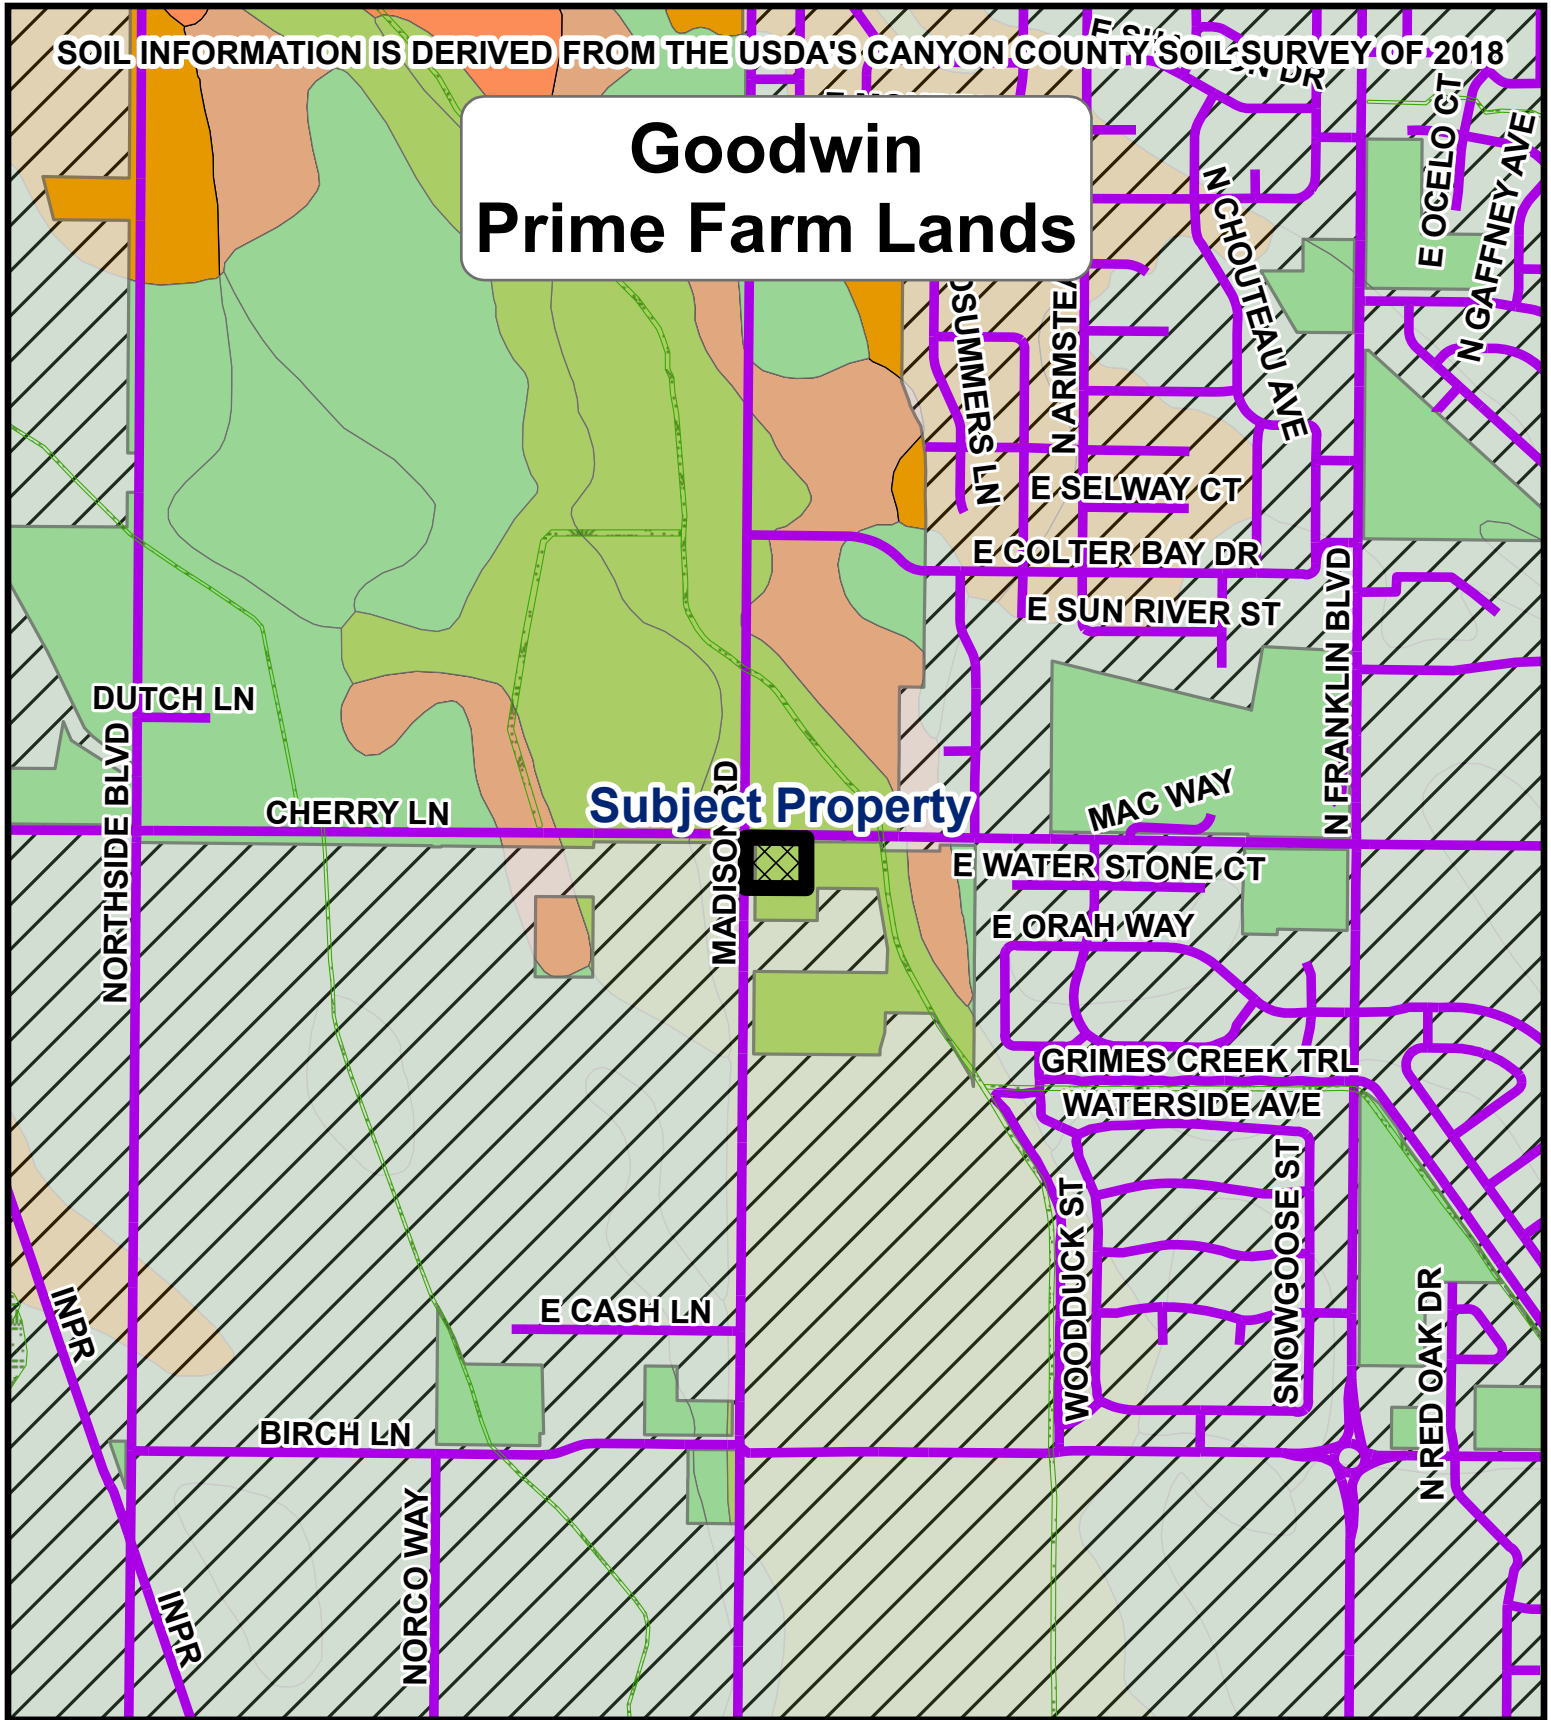 SOIL INFORMATION IS DERIVED FROM THE USDA'S CANYON COUNTY SOIL SURVEY OF 2018
Goodwin
Prime Farm Lands
E OCELO CT
N GAFFNEY AVE
N CHOUTEAU AVE
E SELWAY CT
E COLTER BAY DR
E SUN RIVER ST
N FRANKLIN BLVD
DUTCH LN
NORTHSIDE BLVD
CHERRY LN
MADISON RD
Subject Property
MAC WAY
E WATER STONE CT
E ORAH WAY
GRIMES CREEK TRL
WATERSIDE AVE
WOODDUCK ST
SNOWGOOSE ST
N RED OAK DR
INPR
E CASH LN
BIRCH LN
NORCO WAY
INPR